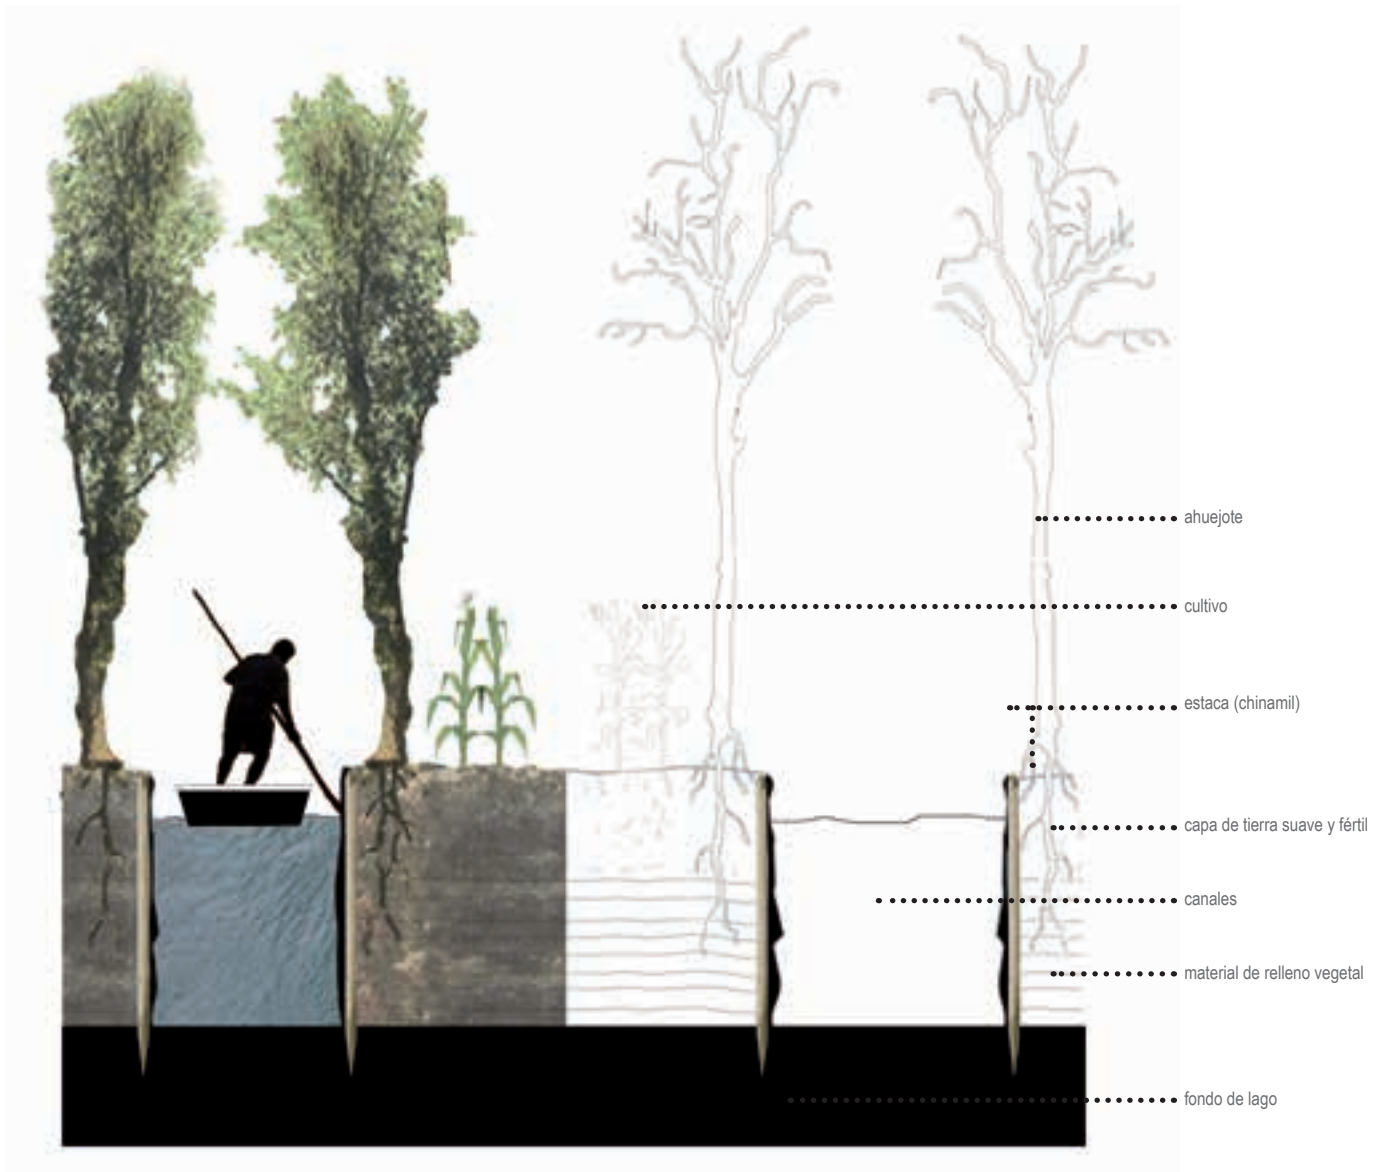 ahuejote
cultivo
estaca (chinamil)
capa de tierra suave y fértil
canales
material de relleno vegetal
fondo de lago